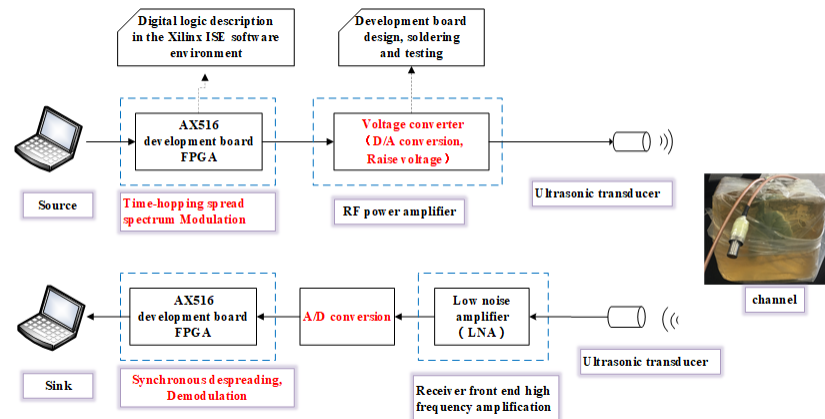 Digital logic description
in the Xilinx ISE software
environment
Development board
design, soldering
and testing
AX516
development board
FPGA
Voltage converter
(D/A conversion,
Raise voltage)
Source
Time-hopping spread
spectrum Modulation
RF power amplifier
Ultrasonic transducer
channel
AX516
development board
FPGA
A/D conversion
Low noise
amplifier
(LNA)
Sink
Synchronous despreading,
Demodulation
Receiver front end high
frequency amplification
Ultrasonic transducer